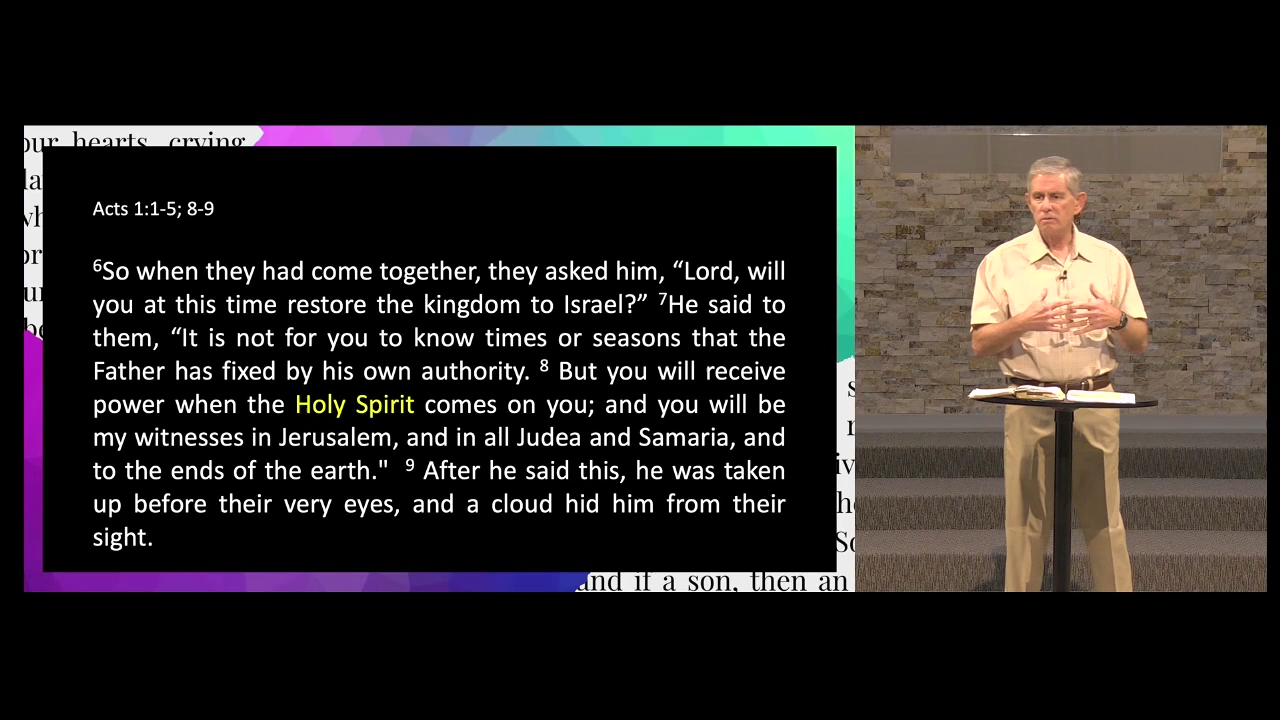 our hearts, crying
Acts 1:1-5; 8-9
⁶So when they had come together, they asked him, “Lord, will
you at this time restore the kingdom to Israel?” ⁷He said to
them, “It is not for you to know times or seasons that the
Father has fixed by his own authority. ⁸ But you will receive
power when the Holy Spirit comes on you; and you will be
my witnesses in Jerusalem, and in all Judea and Samaria, and
to the ends of the earth." ⁹ After he said this, he was taken
up before their very eyes, and a cloud hid him from their
sight.
and if a son, then an